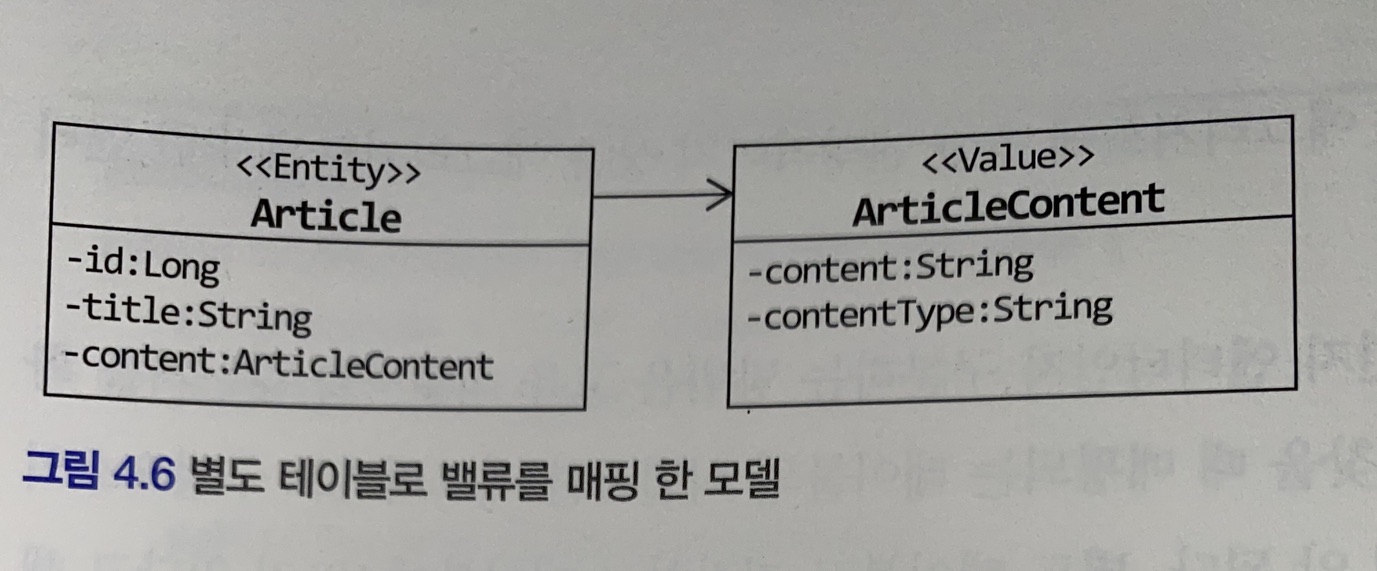 <<Entity>>
Article
-id:Long
-title:String
-content:ArticleContent
<<Value>>
ArticleContent
-content:String
-contentType:String
그림 4.6 별도 테이블로 밸류를 매핑 한 모델